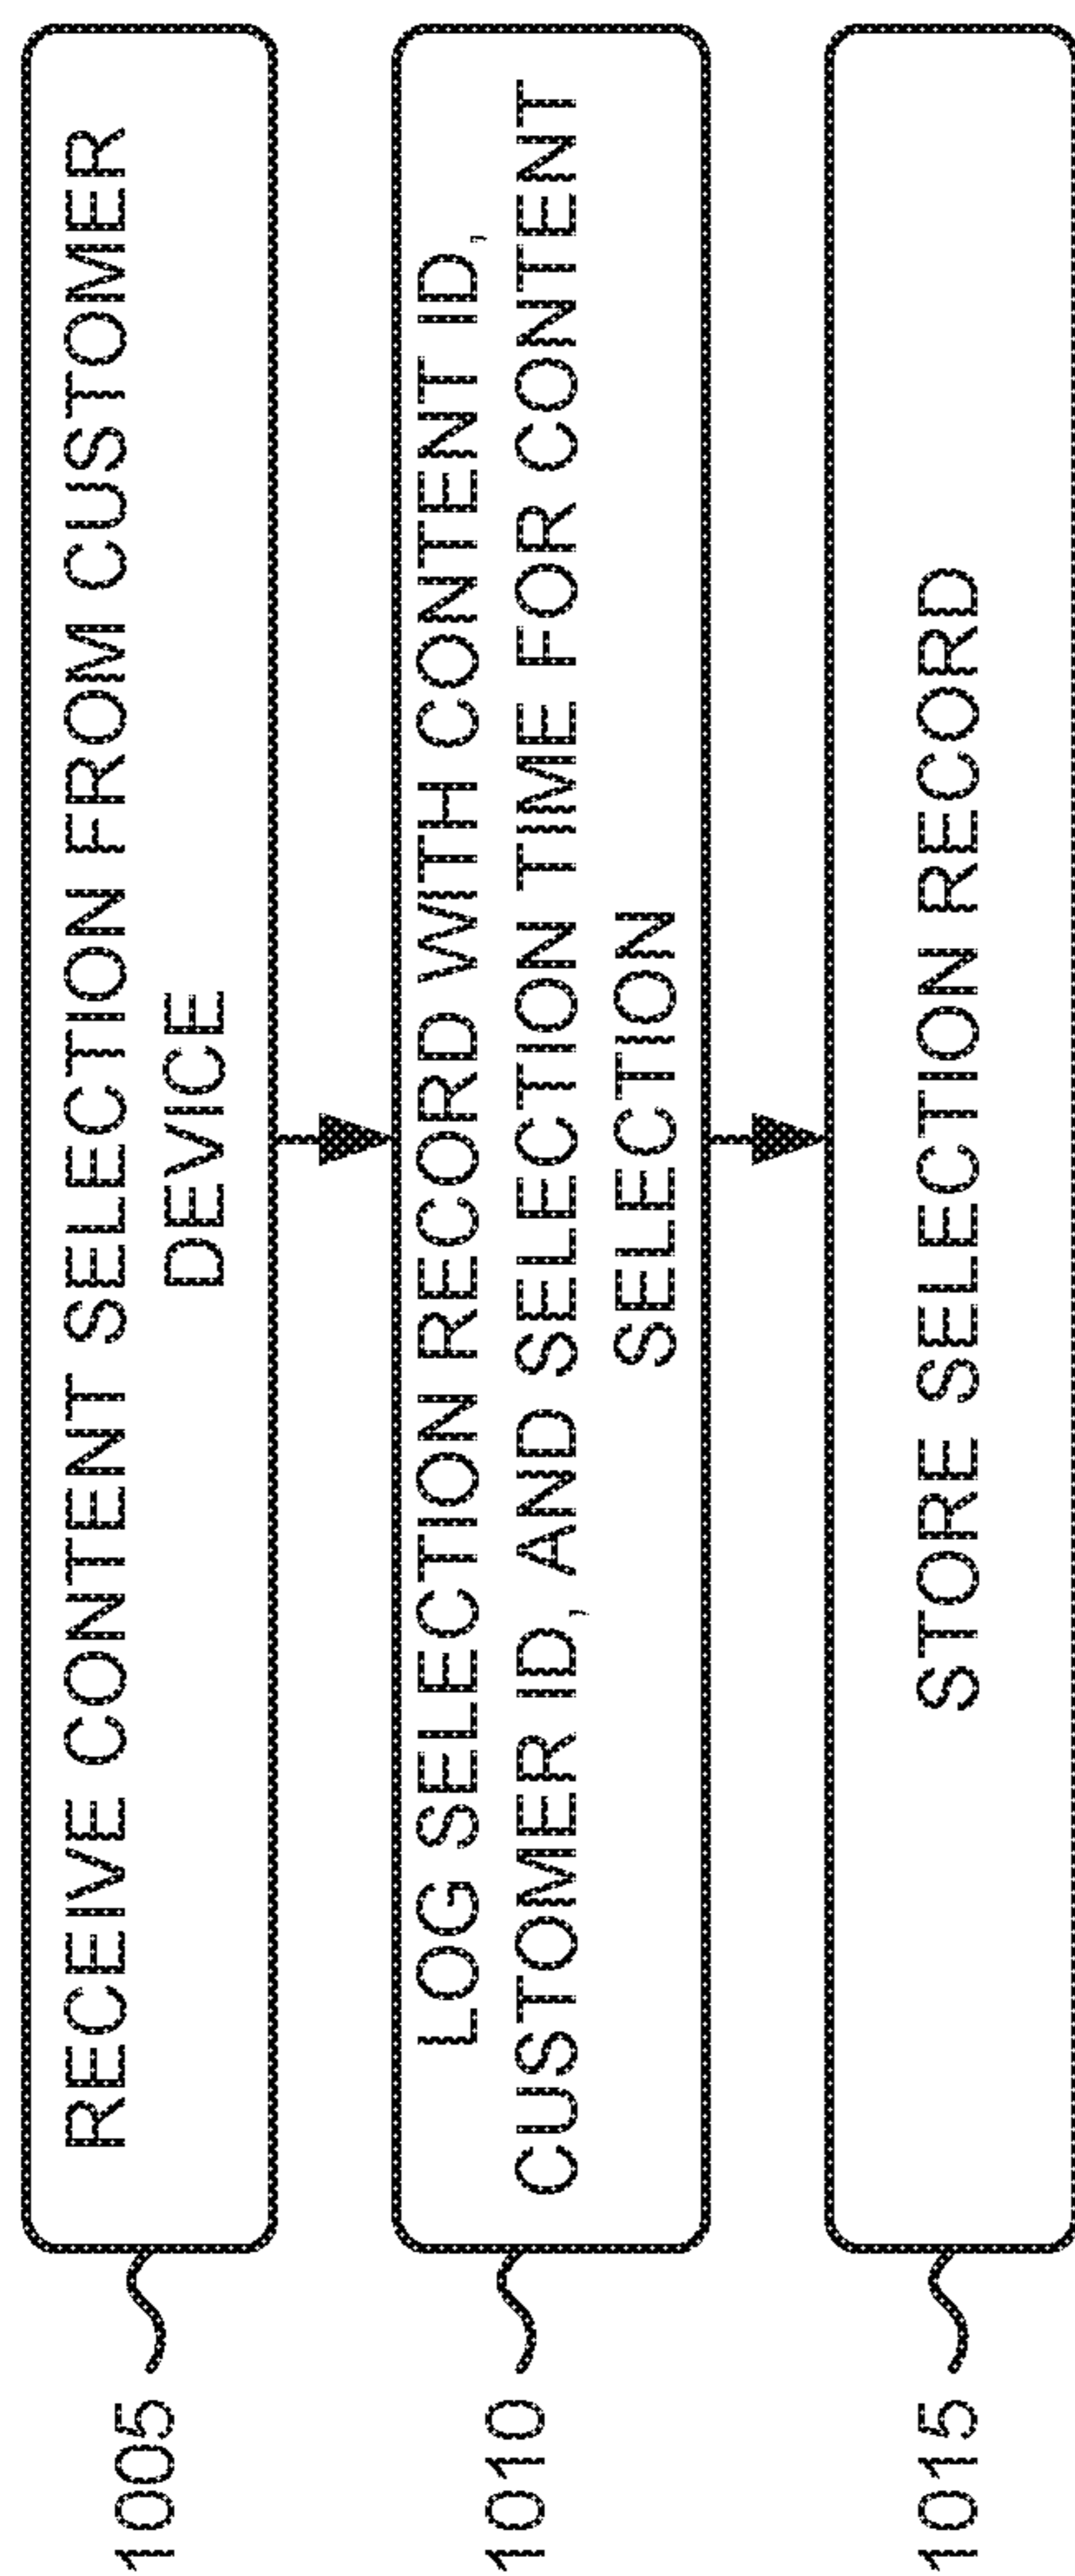 RECEIVE CONTENT SELECTION FROM CUSTOMER
DEVICE
1005
LOG SELECTION RECORD WITH CONTENT ID,
CUSTOMER ID, AND SELECTION TIME FOR CONTENT
SELECTION
1010
STORE SELECTION RECORD
1015